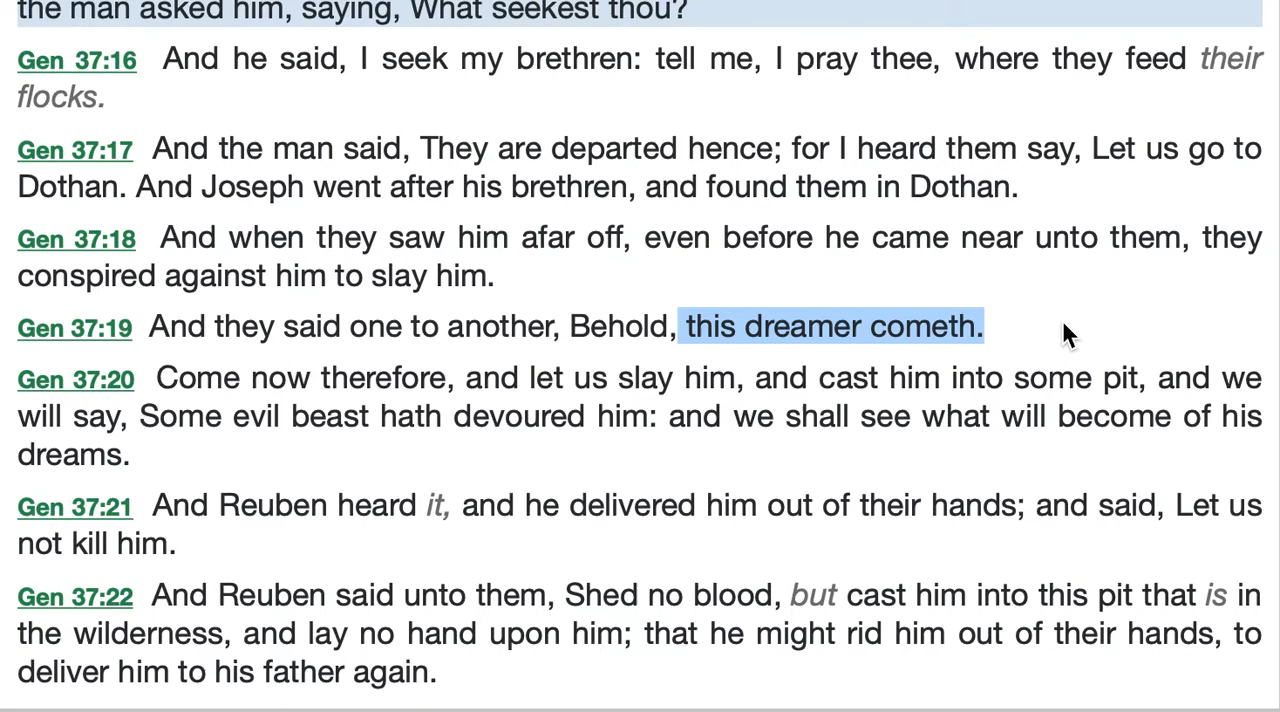 the man asked him, saying, What seekest thou?
Gen 37:16 And he said, I seek my brethren: tell me, I pray thee, where they feed their
flocks.
Gen 37:17 And the man said, They are departed hence; for I heard them say, Let us go to
Dothan. And Joseph went after his brethren, and found them in Dothan.
Gen 37:18 And when they saw him afar off, even before he came near unto them, they
conspired against him to slay him.
Gen 37:19 And they said one to another, Behold, this dreamer cometh.
Gen 37:20 Come now therefore, and let us slay him, and cast him into some pit, and we
will say, Some evil beast hath devoured him: and we shall see what will become of his
dreams.
Gen 37:21 And Reuben heard it, and he delivered him out of their hands; and said, Let us
not kill him.
Gen 37:22 And Reuben said unto them, Shed no blood, but cast him into this pit that is in
the wilderness, and lay no hand upon him; that he might rid him out of their hands, to
deliver him to his father again.